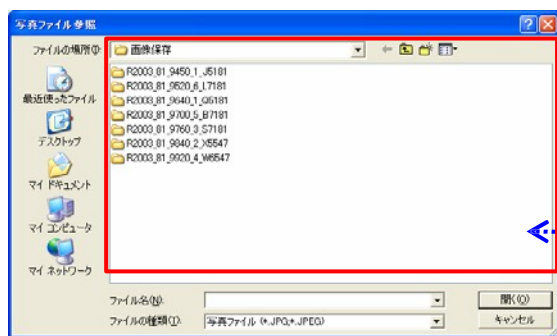 写真ファイル参照
ファイルの場所(I):
画像保存
R2003_81_9450_1_J5181
R2003_81_9520_6_L7181
R2003_81_9640_1_Q5181
R2003_81_9700_5_B7181
R2003_81_9760_3_S7181
R2003_81_9840_2_X5547
R2003_81_9920_4_W6547
最近使ったファイル
デスクトップ
マイ ドキュメント
マイ コンピュータ
マイ ネットワーク
ファイル名(N):
開く(O)
ファイルの種類(T):
写真ファイル (*.JPG;*.JPEG)
キャンセル